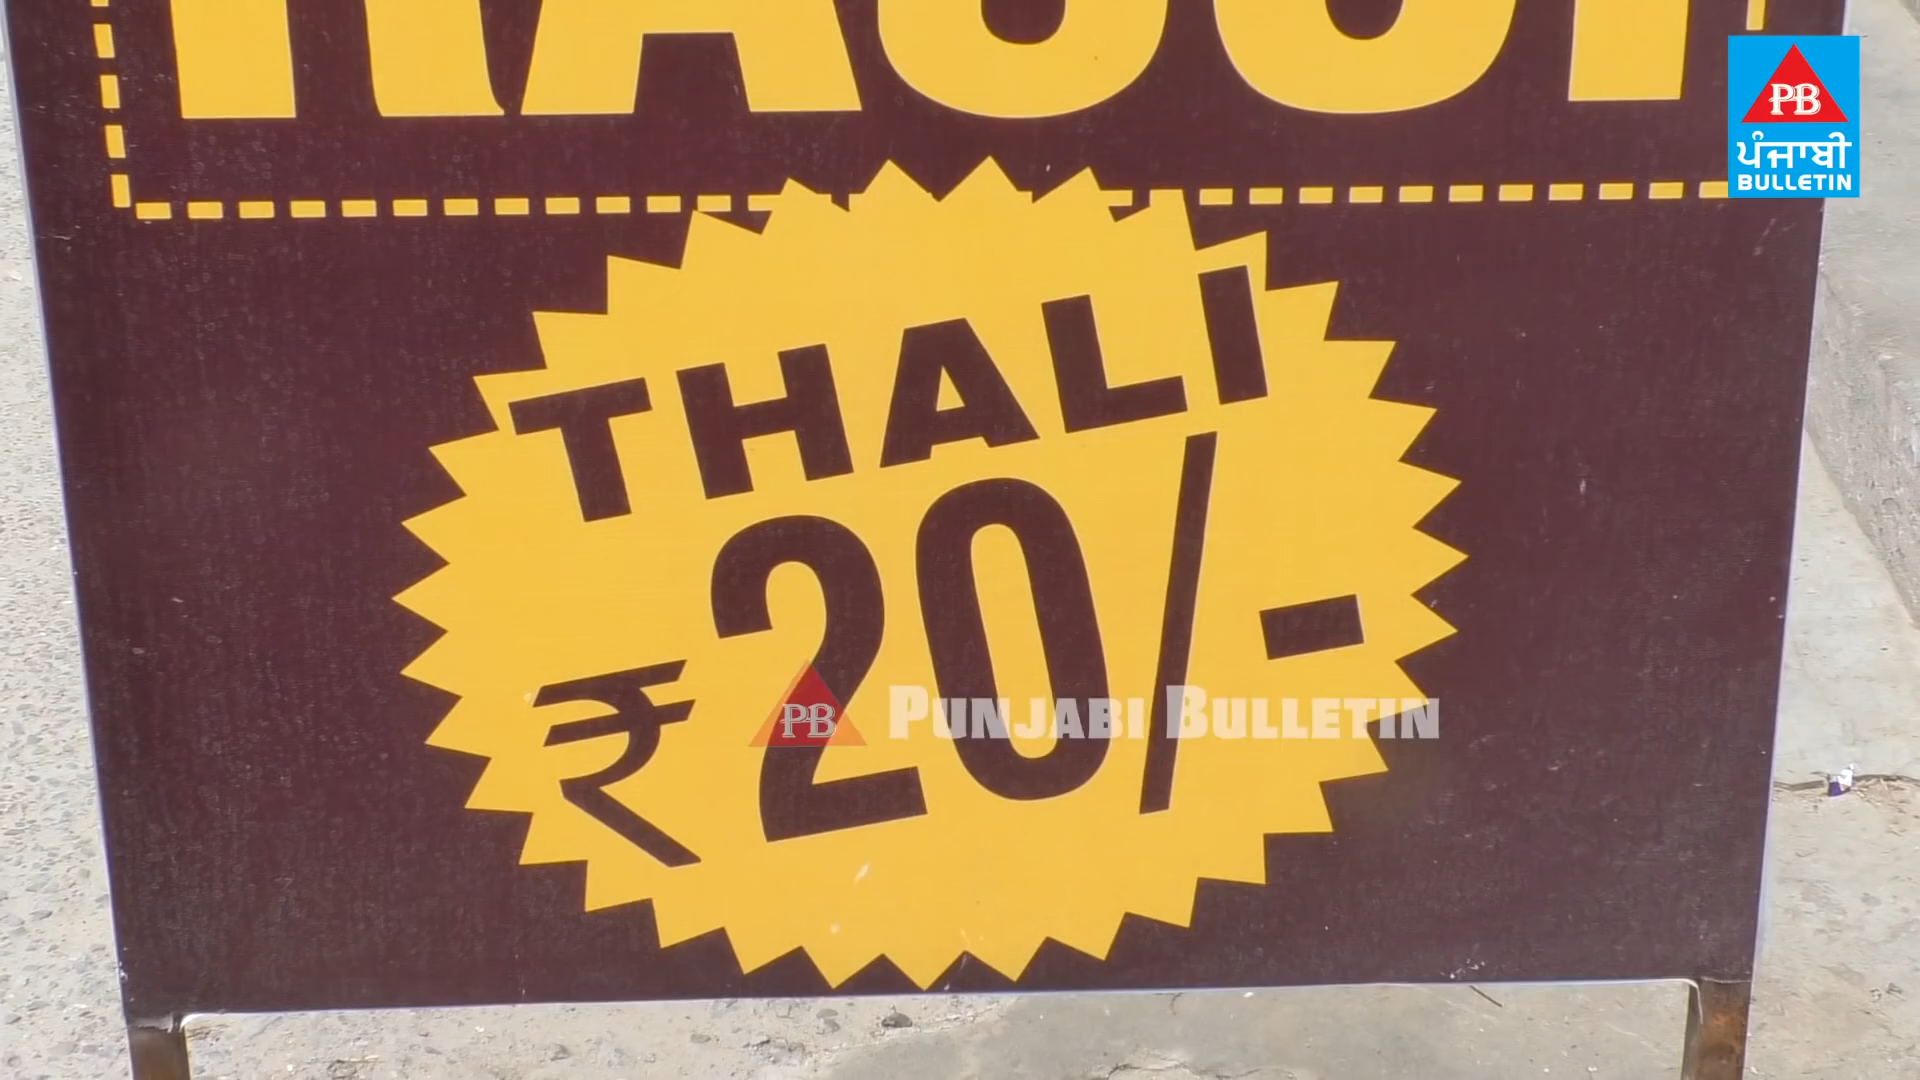 THALI
₹20/-
PB
ਪੰਜਾਬੀ
BULLETIN
PB PUNJABI BULLETIN